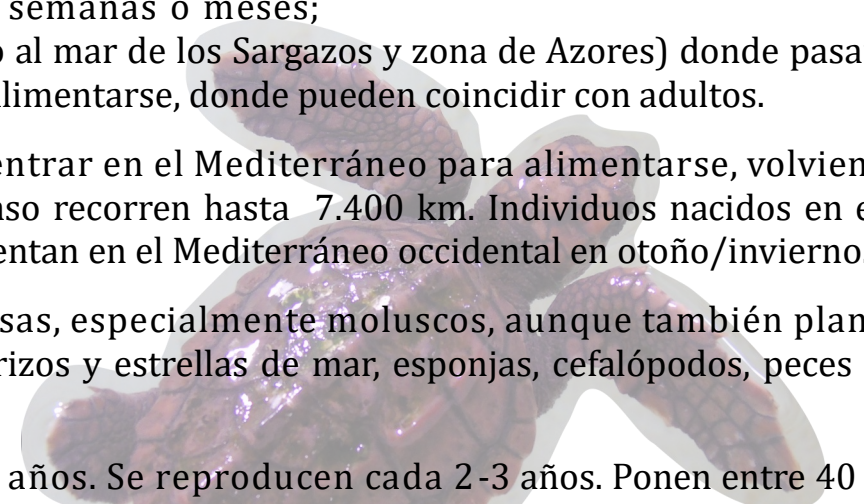 semanas o meses;
al mar de los Sargazos y zona de Azores) donde pasa
limentarse, donde pueden coincidir con adultos.
entrar en el Mediterráneo para alimentarse, volvien
nso recorren hasta 7.400 km. Individuos nacidos en e
entan en el Mediterráneo occidental en otoño/invierno
sas, especialmente moluscos, aunque también plan
rizos y estrellas de mar, esponjas, cefalópodos, peces
años. Se reproducen cada 2-3 años. Ponen entre 40